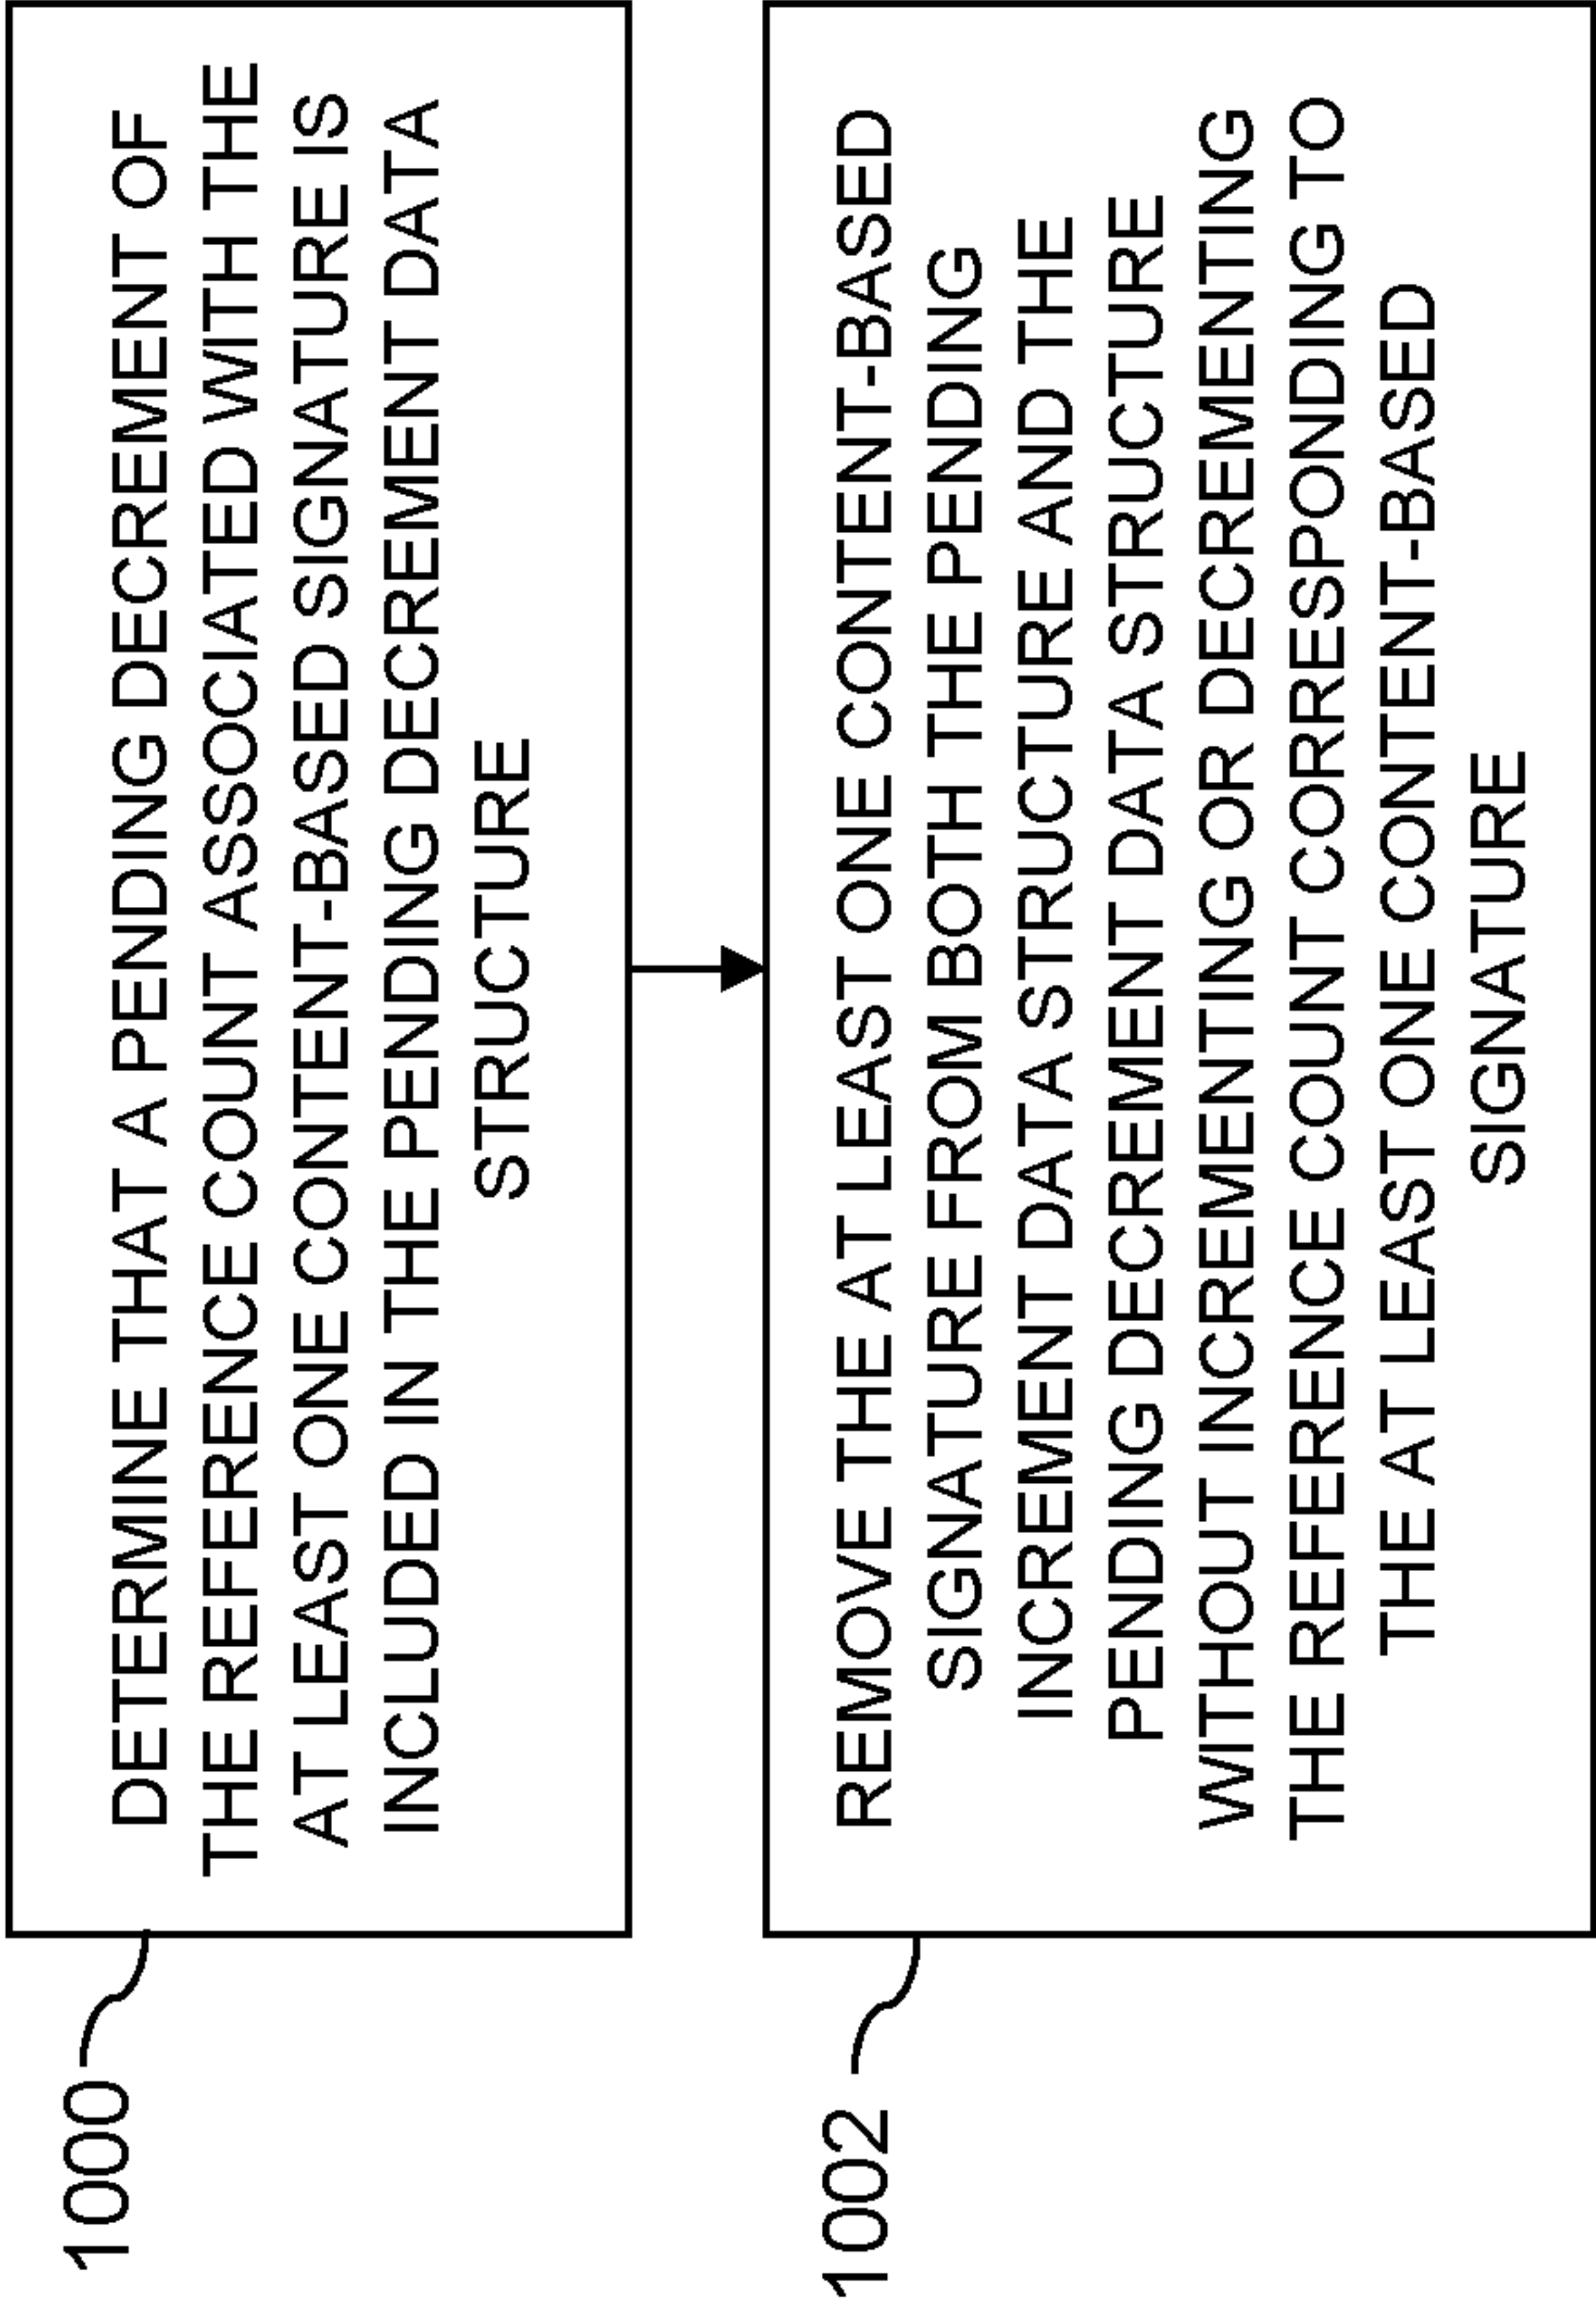 1000
DETERMINE THAT A PENDING DECREMENT OF
THE REFERENCE COUNT ASSOCIATED WITH THE
AT LEAST ONE CONTENT-BASED SIGNATURE IS
INCLUDED IN THE PENDING DECREMENT DATA
STRUCTURE
1002
REMOVE THE AT LEAST ONE CONTENT-BASED
SIGNATURE FROM BOTH THE PENDING
INCREMENT DATA STRUCTURE AND THE
PENDING DECREMENT DATA STRUCTURE
WITHOUT INCREMENTING OR DECREMENTING
THE REFERENCE COUNT CORRESPONDING TO
THE AT LEAST ONE CONTENT-BASED
SIGNATURE